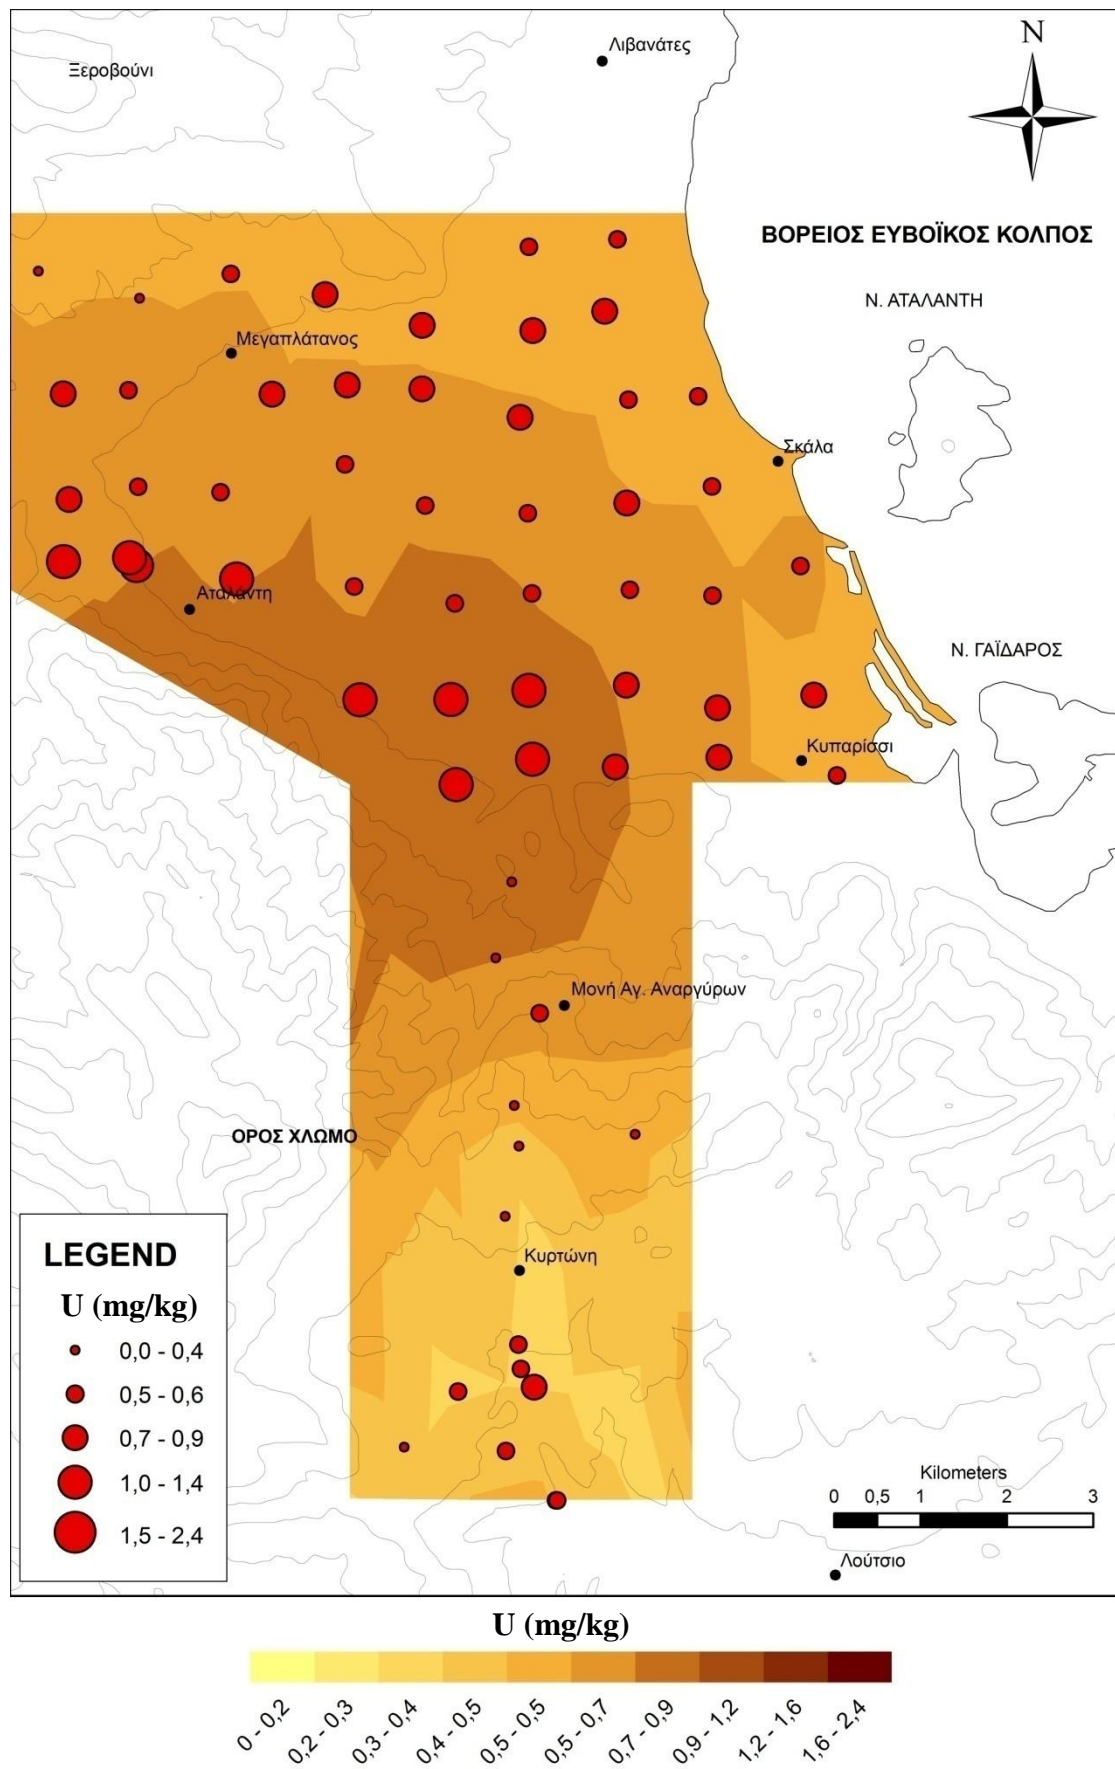 Λιβανάτες
Ξεροβούνι
N
ΒΟΡΕΙΟΣ ΕΥΒΟΪΚΟΣ ΚΟΛΠΟΣ
Ν. ΑΤΑΛΑΝΤΗ
Μεγαπλάτανος
Σκάλα
Αταλάντη
Ν. ΓΑΪΔΑΡΟΣ
Κυπαρίσσι
Μονή Αγ. Αναργύρων
ΟΡΟΣ ΧΛΩΜΟ
Κυρτώνη
LEGEND
U (mg/kg)
0,0 - 0,4
0,5 - 0,6
0,7 - 0,9
1,0 - 1,4
1,5 - 2,4
Kilometers
0 0,5 1 2 3
Λούτσιο
U (mg/kg)
0 - 0,2
0,2 - 0,3
0,3 - 0,4
0,4 - 0,5
0,5 - 0,5
0,5 - 0,7
0,7 - 0,9
0,9 - 1,2
1,2 - 1,6
1,6 - 2,4